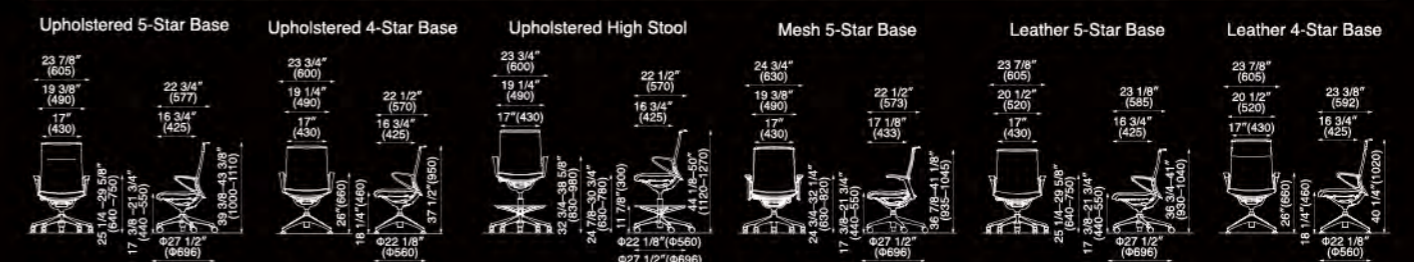 Upholstered 5-Star Base
23 7/8"
(605)
19 3/8"
(490)
17"
(430)
22 3/4"
(577)
16 3/4"
(425)
25 1/4 –29 5/8"
(640 –750)
17 3/8 –21 3/4"
(440 –550)
39 3/8–43 3/8"
(1000–1110)
Φ27 1/2"
(Φ696)
Upholstered 4-Star Base
23 3/4"
(600)
19 1/4"
(490)
17"
(430)
22 1/2"
(570)
16 3/4"
(425)
26"(660)
18 1/4"(460)
37 1/2"(950)
Φ22 1/8"
(Φ560)
Upholstered High Stool
23 3/4"
(600)
19 1/4"
(490)
17"(430)
22 1/2"
(570)
16 3/4"
(425)
32 3/4–38 5/8"
(830–980)
24 7/8–30 3/4"
(630–780)
11 7/8"(300)
44 1/8–50"
(1120–1270)
Φ22 1/8"(Φ560)
Φ27 1/2"(Φ696)
Mesh 5-Star Base
24 3/4"
(630)
19 3/8"
(490)
17"
(430)
22 1/2"
(573)
17 1/8"
(433)
24 3/4–32 1/4"
(630 –820)
17 3/8–21 3/4"
(440–550)
36 7/8–41 1/8"
(935–1045)
Φ27 1/2"
(Φ696)
Leather 5-Star Base
23 7/8"
(605)
20 1/2"
(520)
17"
(430)
23 1/8"
(585)
16 3/4"
(425)
25 1/4–29 5/8"
(640–750)
17 3/8–21 3/4"
(440–550)
36 3/4–41"
(930–1040)
Φ27 1/2"
(Φ696)
Leather 4-Star Base
23 7/8"
(605)
20 1/2"
(520)
17"(430)
23 3/8"
(592)
16 3/4"
(425)
26"(660)
18 1/4"(460)
40 1/4"(1020)
Φ22 1/8"
(Φ560)